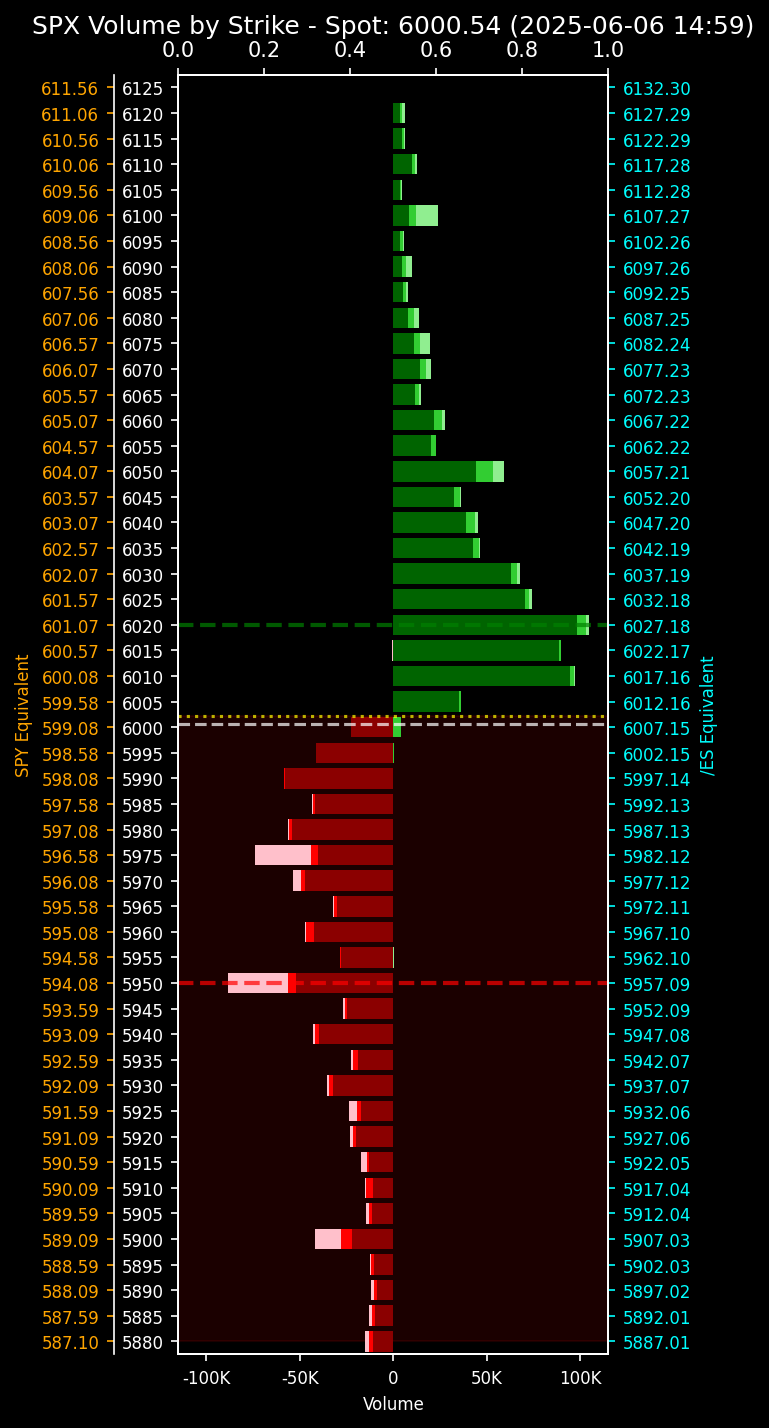 SPX Volume by Strike - Spot: 6000.54 (2025-06-06 14:59)
0.0 0.2 0.4 0.6 0.8 1.0
611.56 6125 6132.30
611.06 6120 6127.29
610.56 6115 6122.29
610.06 6110 6117.28
609.56 6105 6112.28
609.06 6100 6107.27
608.56 6095 6102.26
608.06 6090 6097.26
607.56 6085 6092.25
607.06 6080 6087.25
606.57 6075 6082.24
606.07 6070 6077.23
605.57 6065 6072.23
605.07 6060 6067.22
604.57 6055 6062.22
604.07 6050 6057.21
603.57 6045 6052.20
603.07 6040 6047.20
602.57 6035 6042.19
602.07 6030 6037.19
601.57 6025 6032.18
601.07 6020 6027.18
600.57 6015 6022.17
600.08 6010 6017.16
599.58 6005 6012.16
599.08 6000 6007.15
598.58 5995 6002.15
598.08 5990 5997.14
597.58 5985 5992.13
597.08 5980 5987.13
596.58 5975 5982.12
596.08 5970 5977.12
595.58 5965 5972.11
595.08 5960 5967.10
594.58 5955 5962.10
594.08 5950 5957.09
593.59 5945 5952.09
593.09 5940 5947.08
592.59 5935 5942.07
592.09 5930 5937.07
591.59 5925 5932.06
591.09 5920 5927.06
590.59 5915 5922.05
590.09 5910 5917.04
589.59 5905 5912.04
589.09 5900 5907.03
588.59 5895 5902.03
588.09 5890 5897.02
587.59 5885 5892.01
587.10 5880 5887.01
SPY Equivalent
/ES Equivalent
-100K -50K 0 50K 100K
Volume